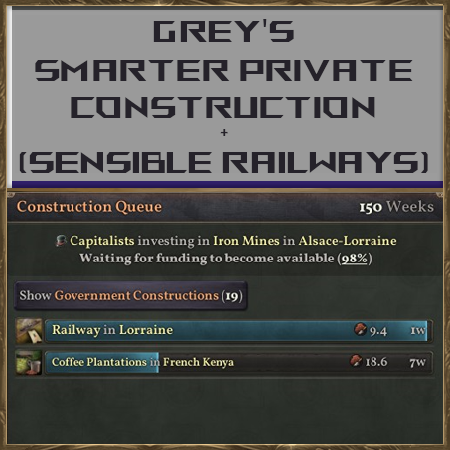 GREY'S
SMARTER PRIVATE
CONSTRUCTION
+
(SENSIBLE RAILWAYS)
Construction Queue 150 Weeks
Capitalists investing in Iron Mines in Alsace-Lorraine
Waiting for funding to become available (98%)
Show Government Constructions (19)
Railway in Lorraine 9.4 1w
Coffee Plantations in French Kenya 18.6 7w